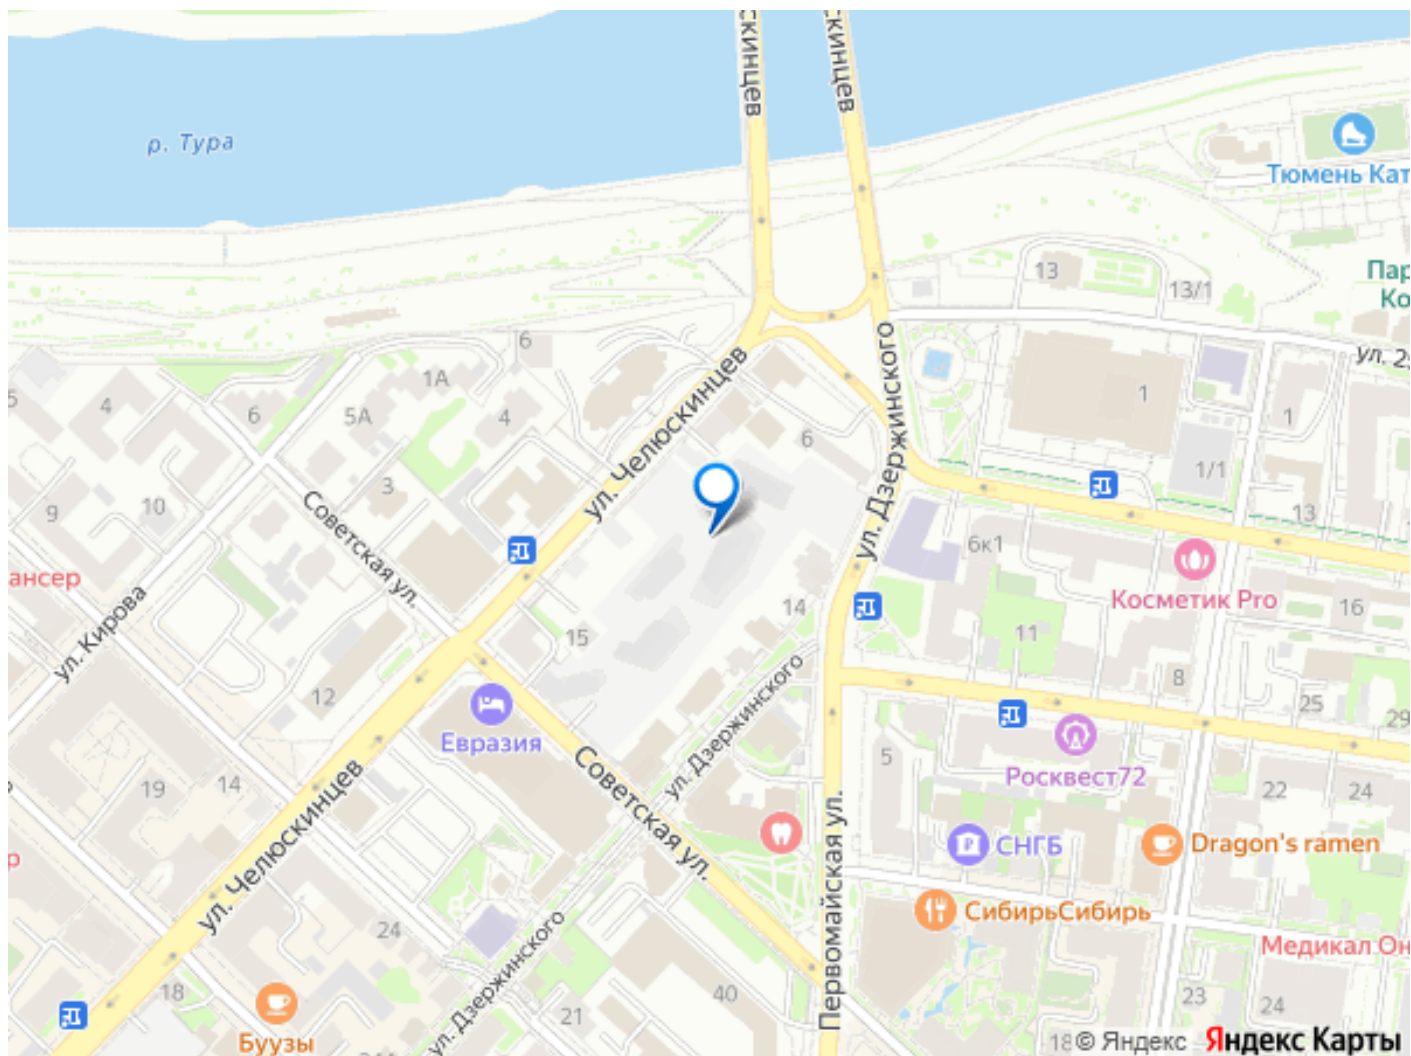 скинцев
скинцев
р. Тура
Тюмень Кат
Пар
Ко
13
13/1
ул. 2
6
1А
5А
4
6
4
5
ул. Челюскинцев
ул. Дзержинского
1
1
1/1
6
3
10
9
13
Советская ул.
6к1
Косметик Pro
16
ансер
ул. Кирова
14
15
11
8
25
29
12
Евразия
ул. Дзержинского
Росквест72
5
22
24
19
14
Советская ул.
ул. Челюскинцев
Первомайская ул.
СНГБ
Dragon's ramen
р
СибирьСибирь
24
Медикал Он
ул. Дзержинского
18
40
21
23
24
Буузы
18
© Яндекс
Яндекс Карты